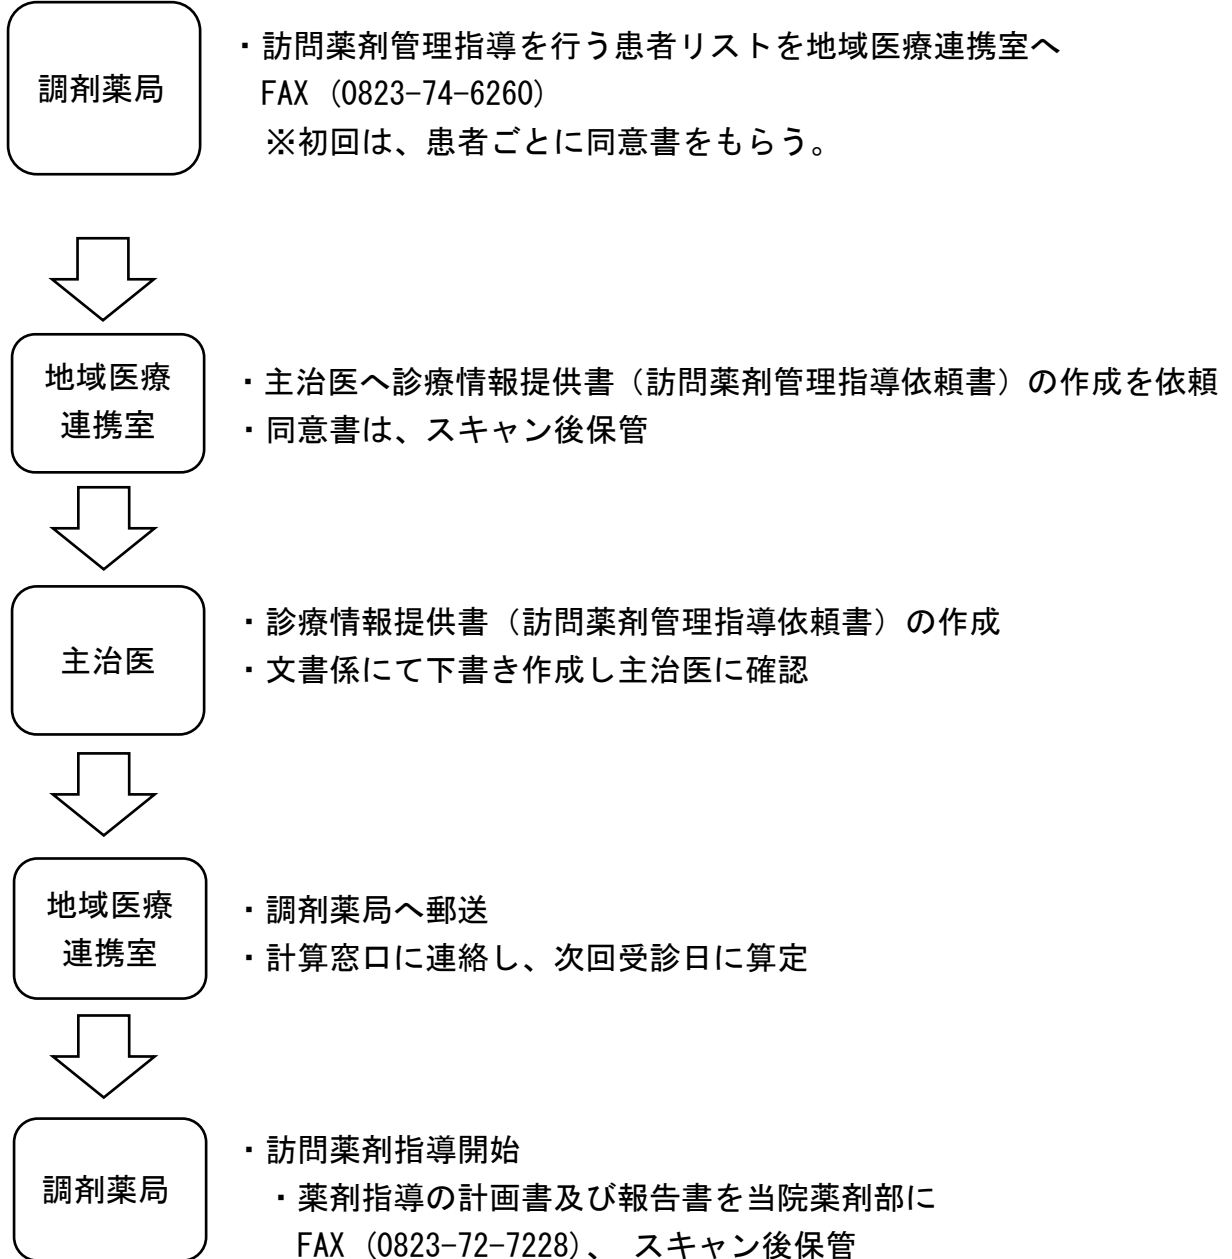 調剤薬局
・訪問薬剤管理指導を行う患者リストを地域医療連携室へ
FAX (0823-74-6260)
※初回は、患者ごとに同意書をもらう。
地域医療
連携室
・主治医へ診療情報提供書（訪問薬剤管理指導依頼書）の作成を依頼
・同意書は、スキャン後保管
主治医
・診療情報提供書（訪問薬剤管理指導依頼書）の作成
・文書係にて下書き作成し主治医に確認
地域医療
連携室
・調剤薬局へ郵送
・計算窓口に連絡し、次回受診日に算定
調剤薬局
・訪問薬剤指導開始
・薬剤指導の計画書及び報告書を当院薬剤部に
FAX (0823-72-7228)、 スキャン後保管